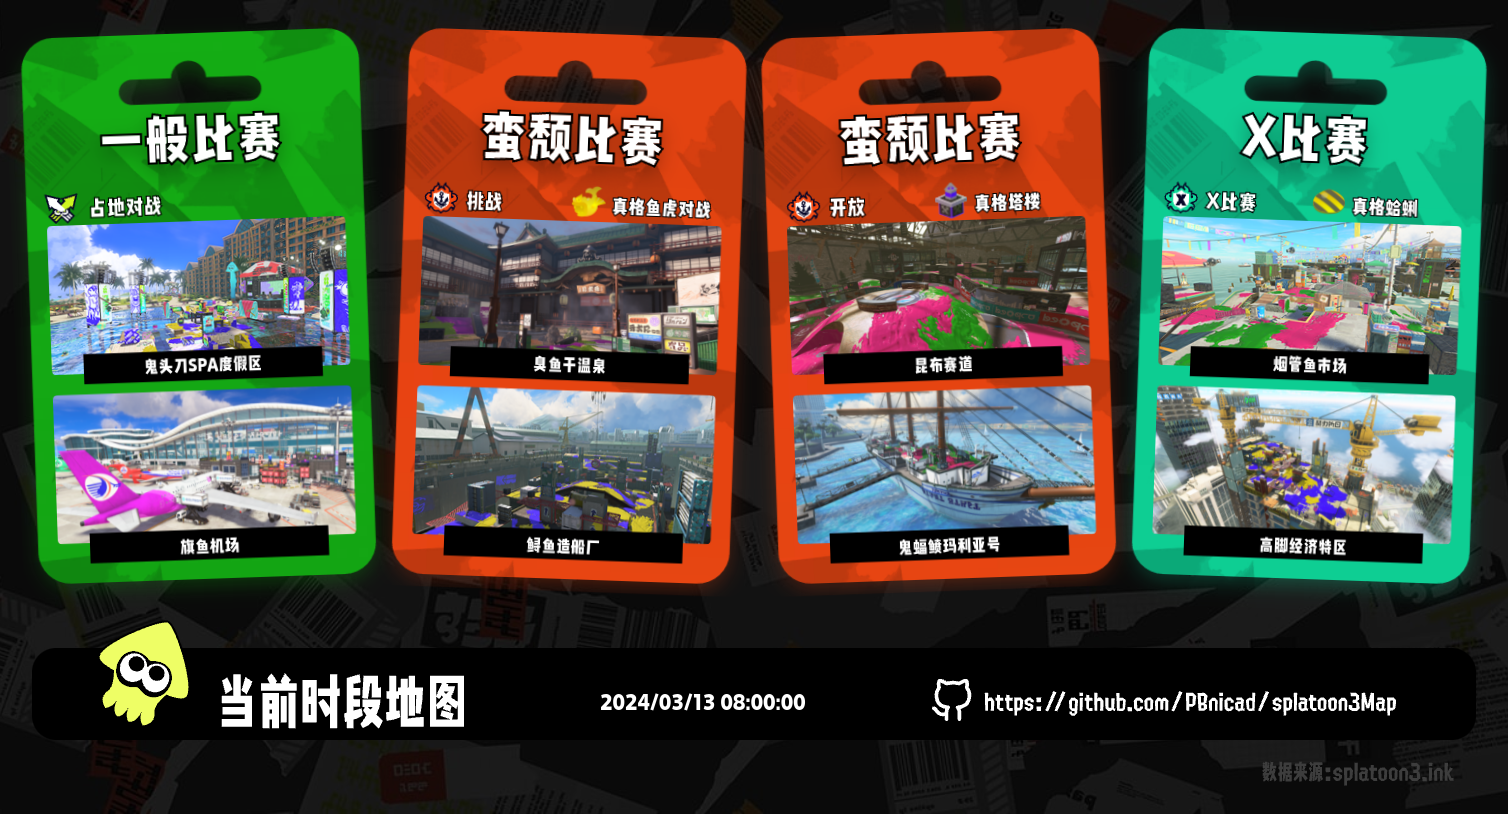 一般比赛
占地对战
鬼头刀SPA度假区
旗鱼机场
蛮颓比赛
挑战
真格鱼虎对战
臭鱼干温泉
鲟鱼造船厂
蛮颓比赛
开放
真格塔楼
昆布赛道
鬼蝠鲼玛利亚号
X比赛
X比赛
真格蛤蜊
烟管鱼市场
高脚经济特区
当前时段地图
2024/03/13 08:00:00
https://github.com/PBnicad/splatoon3Map
数据来源:splatoon3.ink